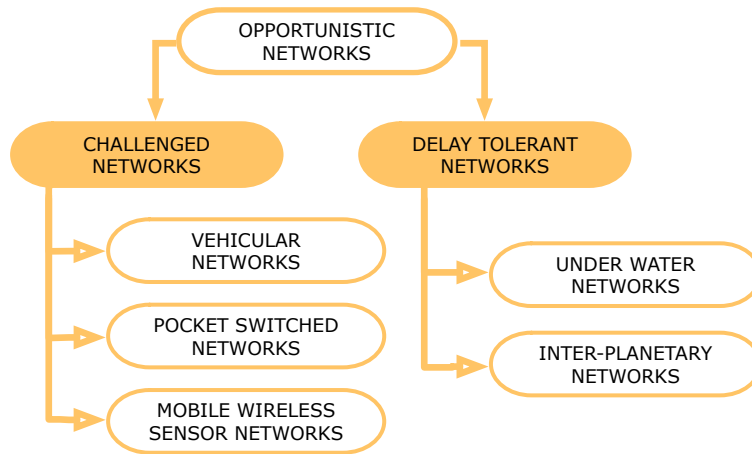 OPPORTUNISTIC
NETWORKS
CHALLENGED
NETWORKS
DELAY TOLERANT
NETWORKS
VEHICULAR
NETWORKS
POCKET SWITCHED
NETWORKS
MOBILE WIRELESS
SENSOR NETWORKS
UNDER WATER
NETWORKS
INTER-PLANETARY
NETWORKS